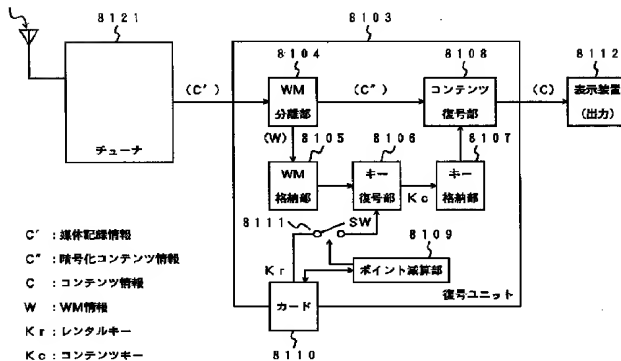 8121
8103
8104
8108
8112
(C′)
WM
分離部
(C″)
コンテンツ
復号部
(C)
表示装置
(出力)
チューナ
(W)
8105
8106
8107
WM
格納部
キー
復号部
Kc
キー
格納部
8111
SW
8109
Kr
ポイント減算部
カード
復号ユニット
8110
C′:媒体記録情報
C″:暗号化コンテンツ情報
C:コンテンツ情報
W:WM情報
Kr:レンタルキー
Kc:コンテンツキー